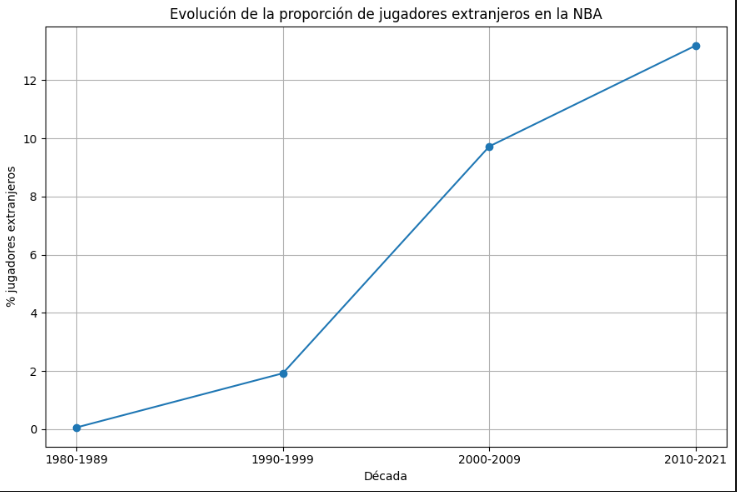 Evolución de la proporción de jugadores extranjeros en la NBA
% jugadores extranjeros
12
10
8
6
4
2
0
1980-1989 1990-1999 2000-2009 2010-2021
Década